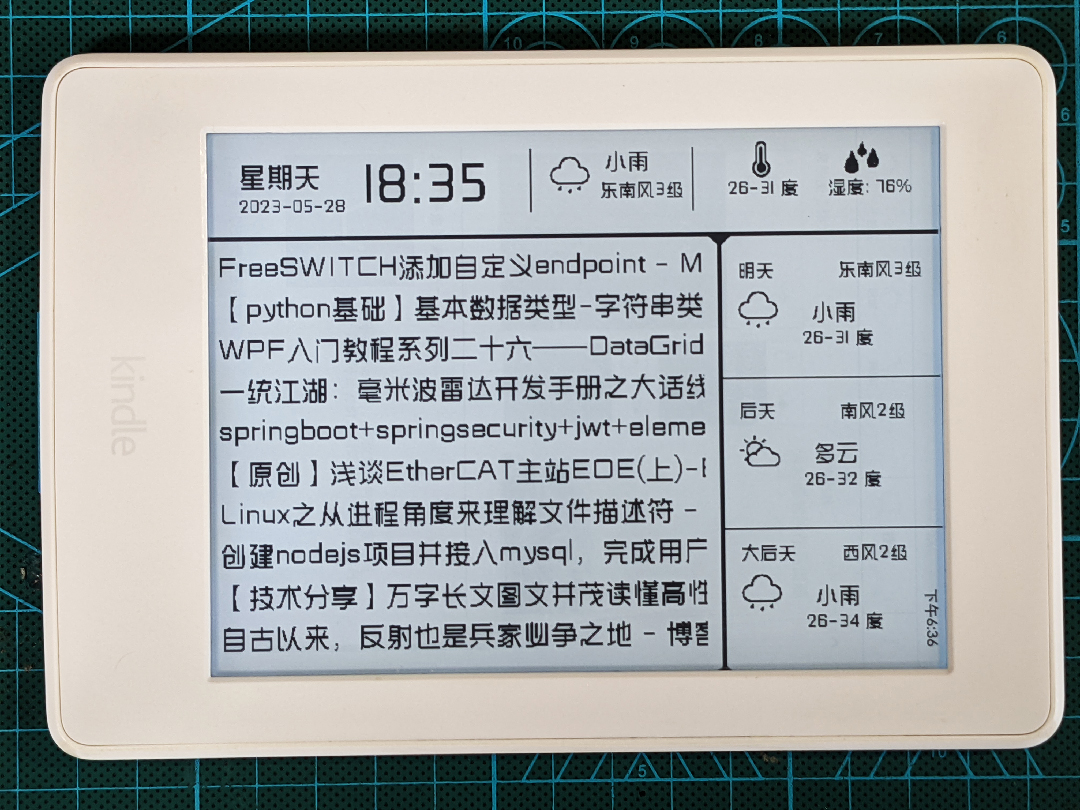 星期天
2023-05-28
18:35
小雨
东南风3级
26-31 度
湿度: 76%
FreeSWITCH添加自定义endpoint - M
【python基础】基本数据类型-字符串类
WPF入门教程系列二十六——DataGrid
一统江湖：毫米波雷达开发手册之大话线
springboot+springsecurity+jwt+eleme
【原创】浅谈EtherCAT主站EOE(上)-
Linux之从进程角度来理解文件描述符 -
创建nodejs项目并接入mysql，完成用户
【技术分享】万字长文图文并茂读懂高性
自古以来，反射也是兵家必争之地 - 博客
明天 东南风3级
小雨
26-31 度
后天 南风2级
多云
26-32 度
大后天 西风2级
小雨
26-34 度
下午6:36
kindle
10 9 8 7 6
6
5
5
10